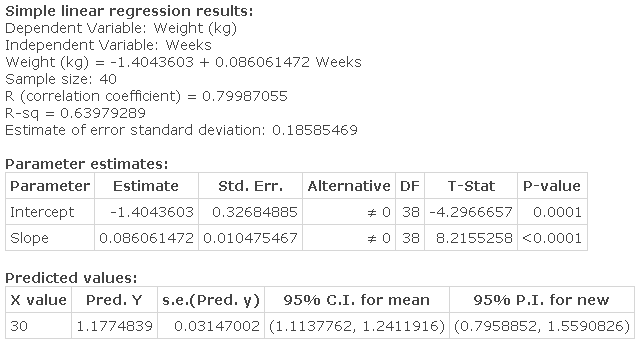 Simple linear regression results:
Dependent Variable: Weight (kg)
Independent Variable: Weeks
Weight (kg) = -1.4043603 + 0.086061472 Weeks
Sample size: 40
R (correlation coefficient) = 0.79987055
R-sq = 0.63979289
Estimate of error standard deviation: 0.18585469
Parameter estimates:
Parameter Estimate Std. Err. Alternative DF T-Stat P-value
Intercept -1.4043603 0.32684885 ≠ 0 38 -4.2966657 0.0001
Slope 0.086061472 0.010475467 ≠ 0 38 8.2155258 <0.0001
Predicted values:
X value Pred. Y s.e.(Pred. y) 95% C.I. for mean 95% P.I. for new
30 1.1774839 0.03147002 (1.1137762, 1.2411916) (0.7958852, 1.5590826)